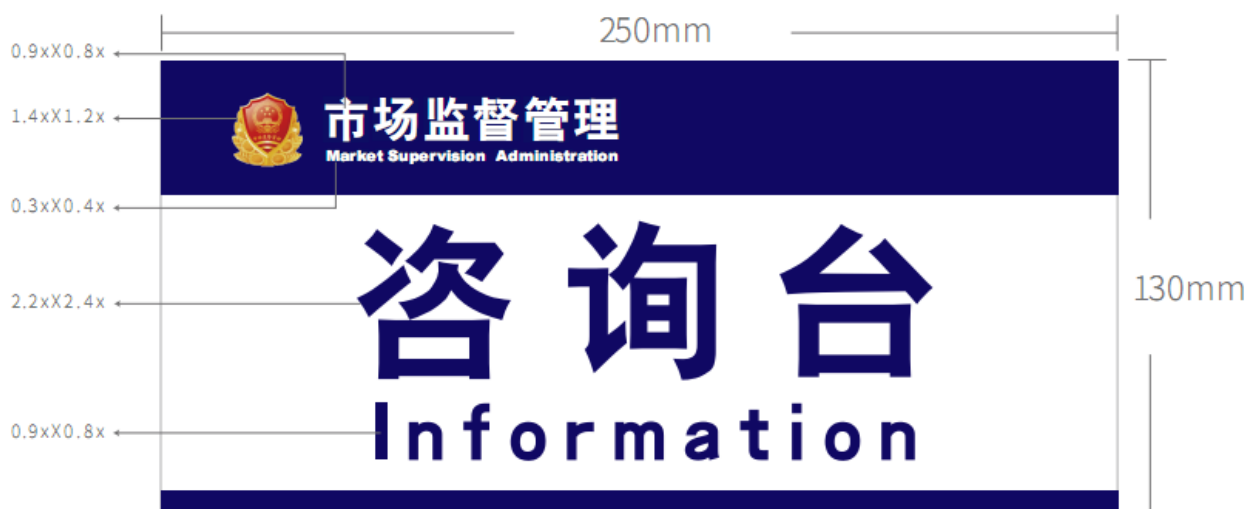 250mm
0.9xX0.8x
1.4xX1.2x
市场监督管理
Market Supervision Administration
0.3xX0.4x
咨询台
2.2xX2.4x
130mm
0.9xX0.8x
Information